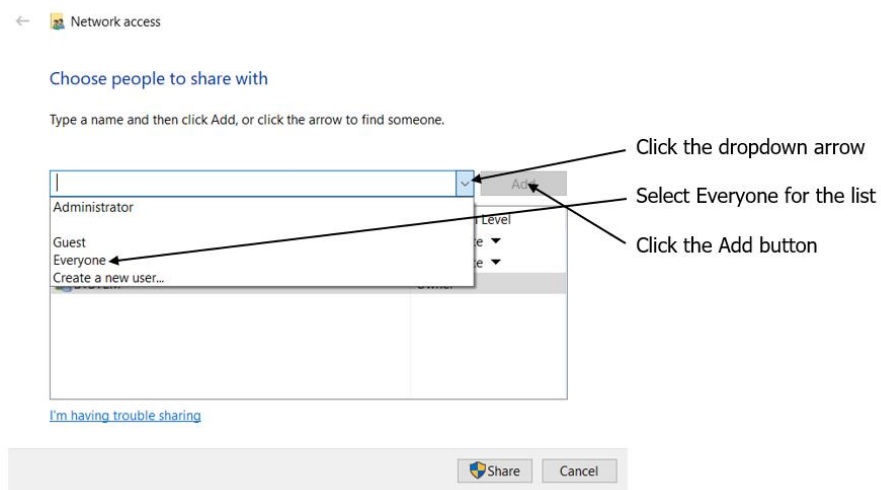 Network access
Choose people to share with
Type a name and then click Add, or click the arrow to find someone.
Click the dropdown arrow
Add
Select Everyone for the list
Administrator
Level
Guest
Click the Add button
Everyone
Create a new user...
I'm having trouble sharing
Share Cancel